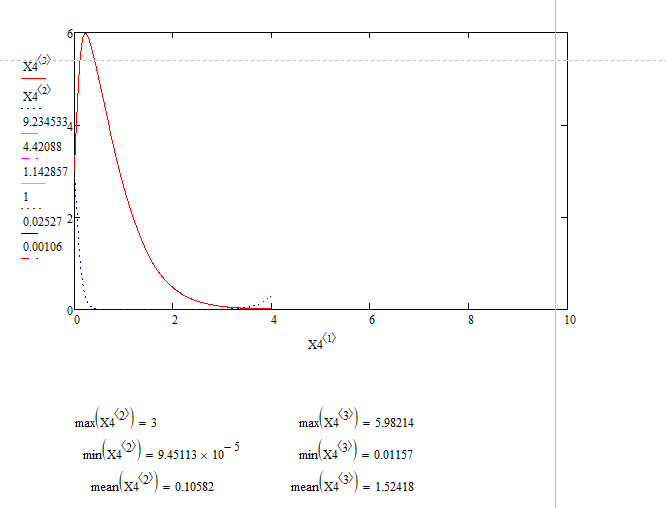 6
X4⟨3⟩
X4⟨2⟩
9.234533
4
4.42088
1.142857
1
2
0.02527
0.00106
0
0 2 4 6 8 10
X4⟨1⟩
max(X4⟨2⟩) = 3 max(X4⟨3⟩) = 5.98214
min(X4⟨2⟩) = 9.45113 × 10^-5 min(X4⟨3⟩) = 0.01157
mean(X4⟨2⟩) = 0.10582 mean(X4⟨3⟩) = 1.52418